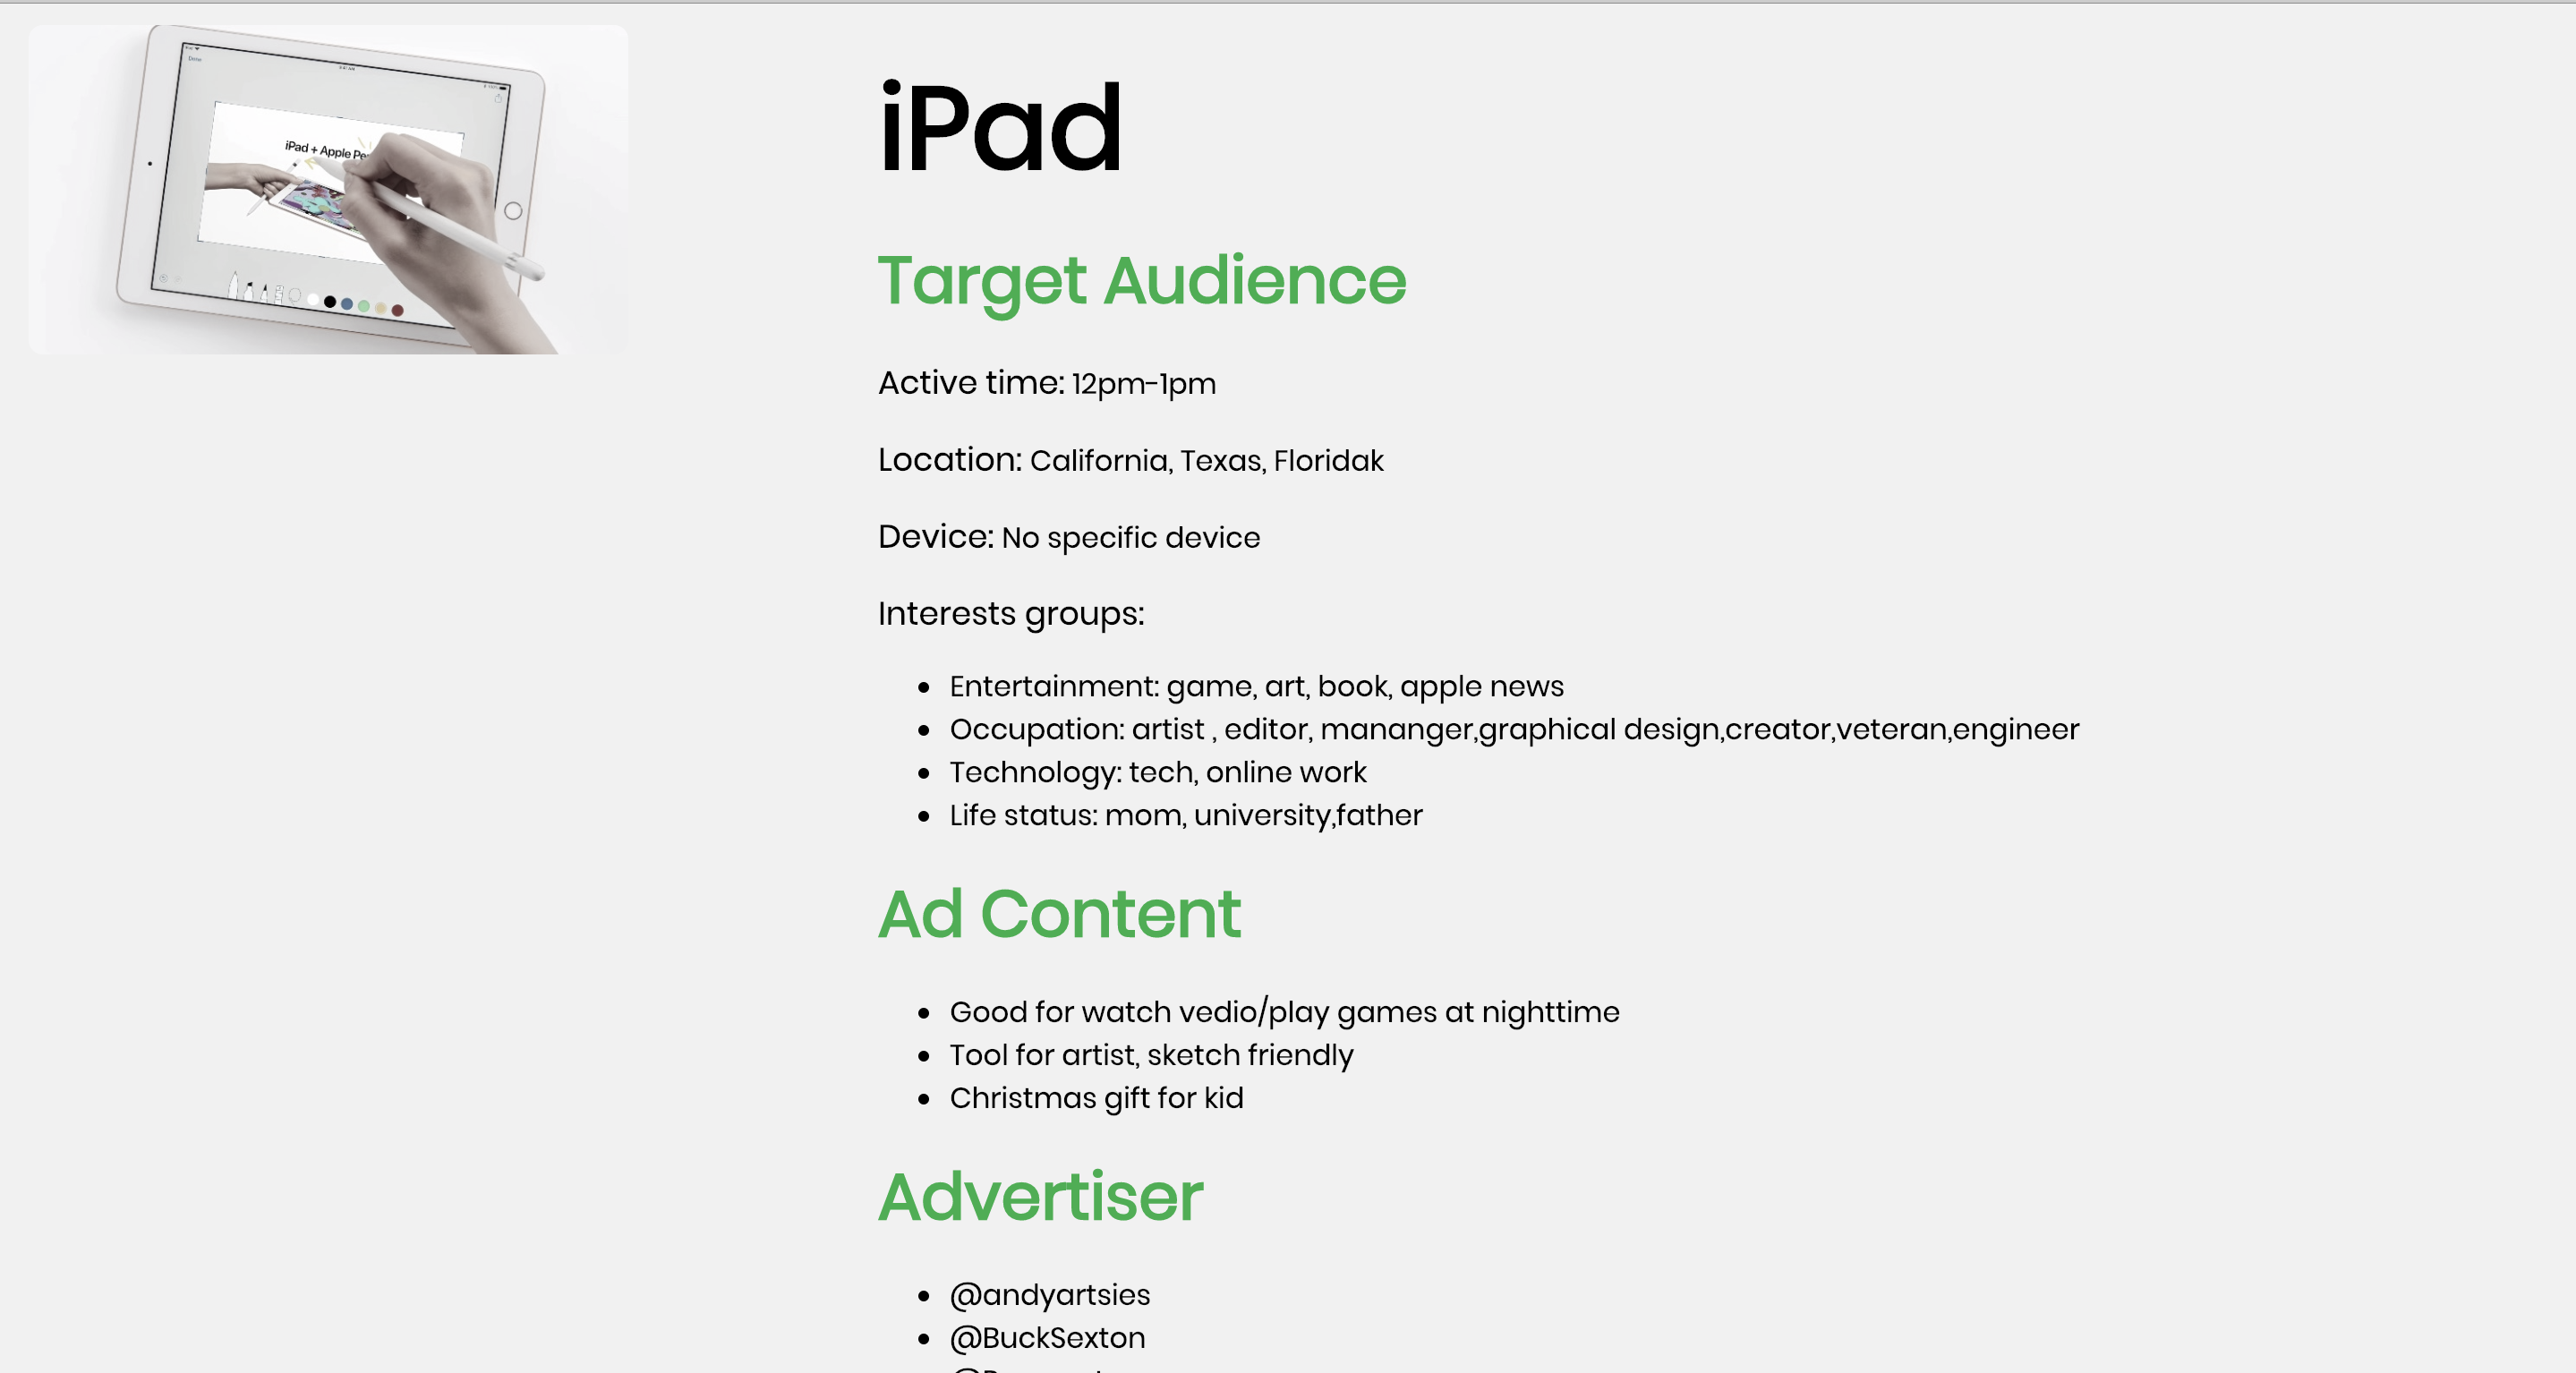 iPad + Apple
iPad
Target Audience
Active time: 12pm-1pm
Location: California, Texas, Floridak
Device: No specific device
Interests groups:
Entertainment: game, art, book, apple news
Occupation: artist , editor, mananger,graphical design,creator,veteran,engineer
Technology: tech, online work
Life status: mom, university,father
Ad Content
Good for watch vedio/play games at nighttime
Tool for artist, sketch friendly
Christmas gift for kid
Advertiser
@andyartsies
@BuckSexton